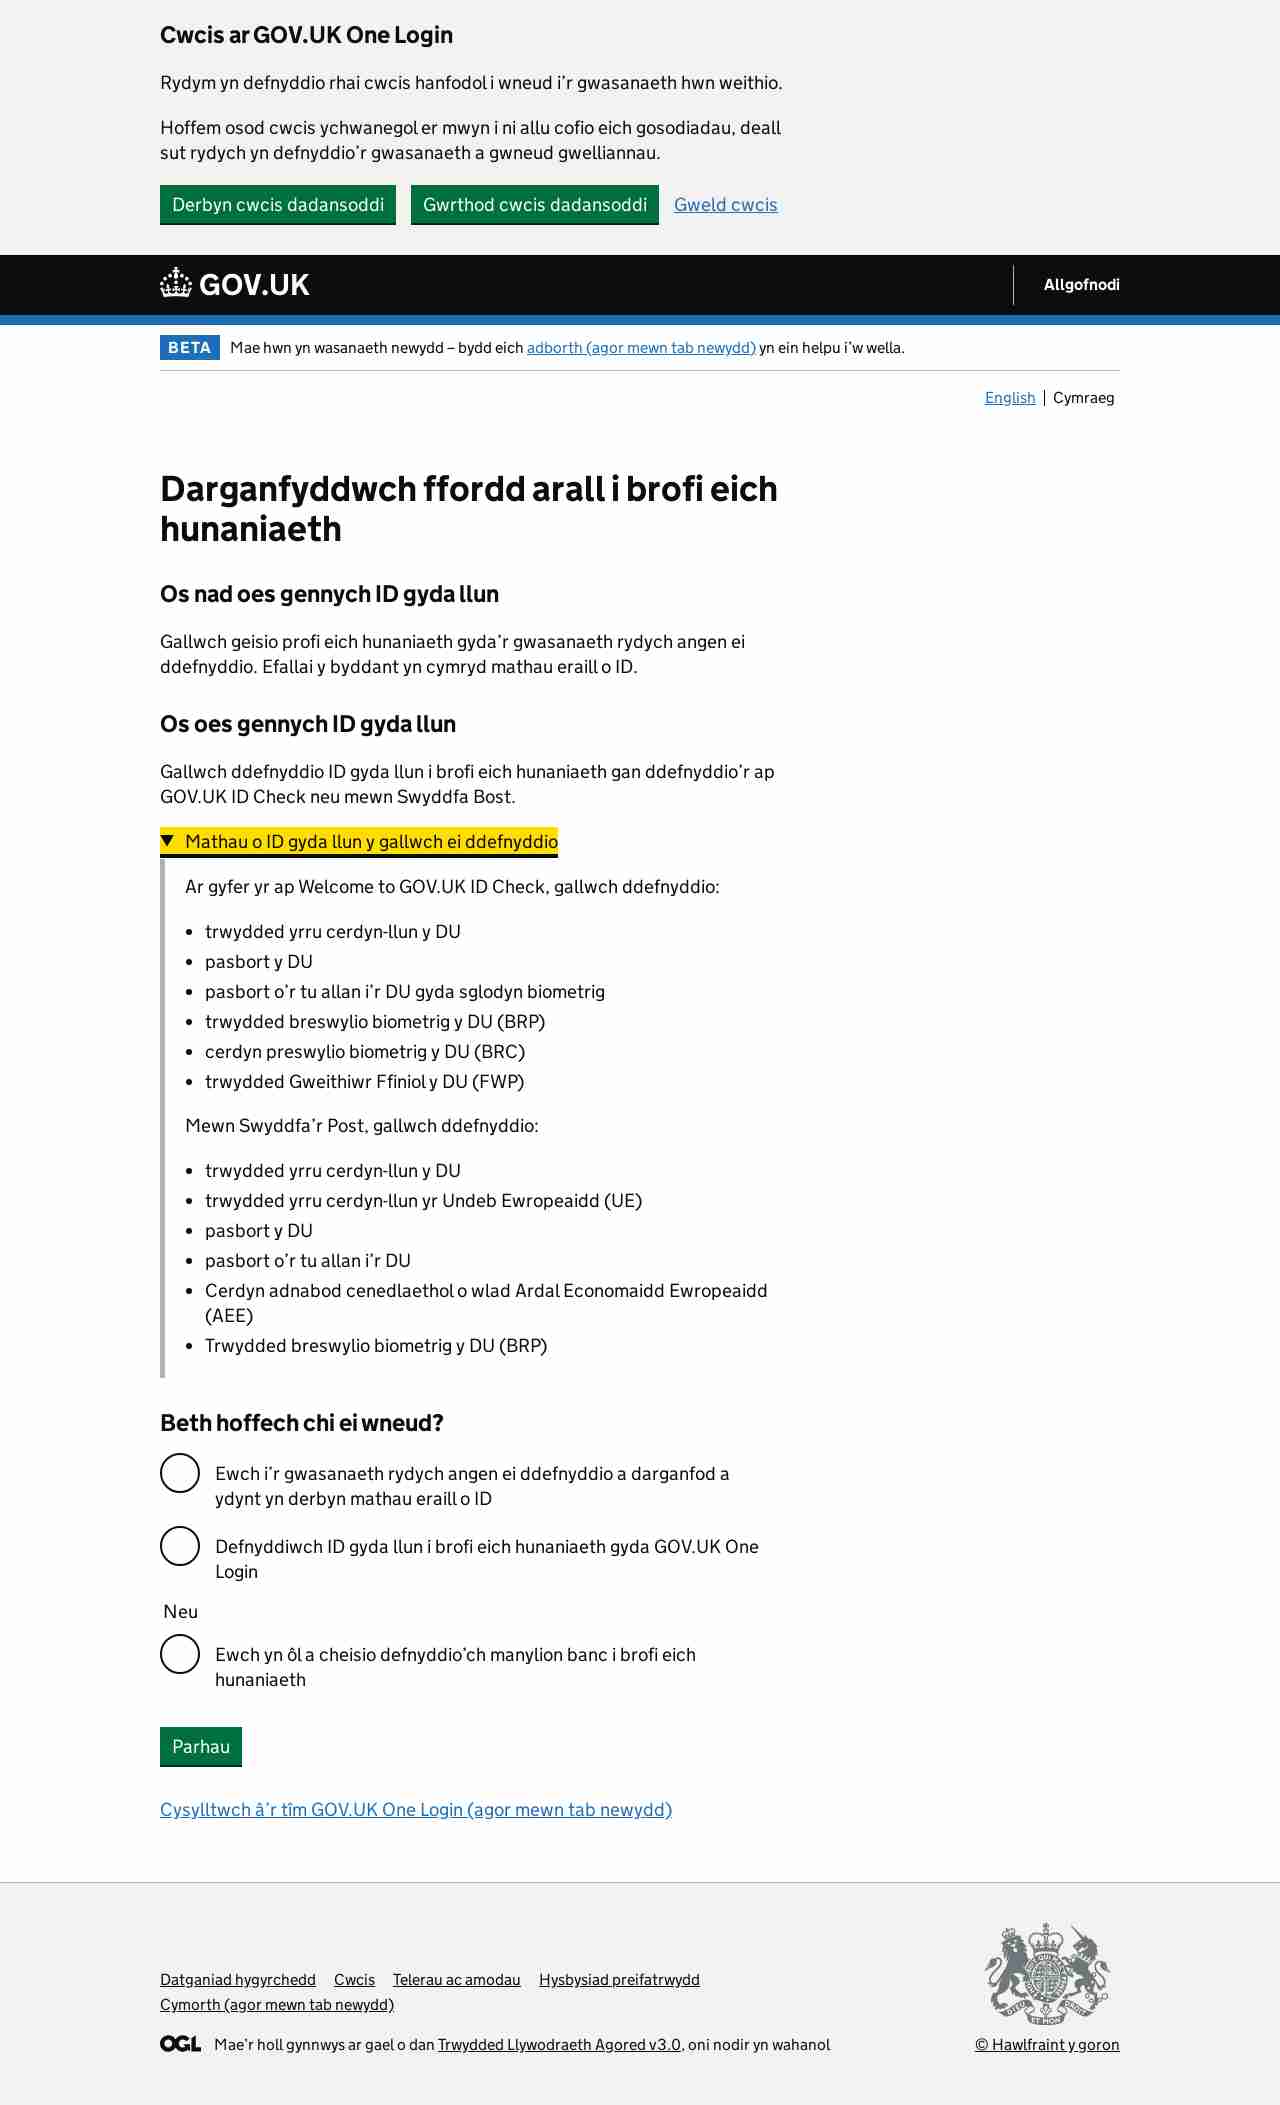 Cwcis ar GOV.UK One Login
Rydym yn defnyddio rhai cwcis hanfodol i wneud i’r gwasanaeth hwn weithio.
Hoffem osod cwcis ychwanegol er mwyn i ni allu cofio eich gosodiadau, deall
sut rydych yn defnyddio’r gwasanaeth a gwneud gwelliannau.
Derbyn cwcis dadansoddi Gwrthod cwcis dadansoddi Gweld cwcis
GOV.UK Allgofnodi
BETA Mae hwn yn wasanaeth newydd – bydd eich adborth (agor mewn tab newydd) yn ein helpu i’w wella.
English Cymraeg
Darganfyddwch ffordd arall i brofi eich
hunaniaeth
Os nad oes gennych ID gyda llun
Gallwch geisio profi eich hunaniaeth gyda’r gwasanaeth rydych angen ei
ddefnyddio. Efallai y byddant yn cymryd mathau eraill o ID.
Os oes gennych ID gyda llun
Gallwch ddefnyddio ID gyda llun i brofi eich hunaniaeth gan ddefnyddio’r ap
GOV.UK ID Check neu mewn Swyddfa Bost.
Mathau o ID gyda llun y gallwch ei ddefnyddio
Ar gyfer yr ap Welcome to GOV.UK ID Check, gallwch ddefnyddio:
• trwydded yrru cerdyn-llun y DU
• pasbort y DU
• pasbort o’r tu allan i’r DU gyda sglodyn biometrig
• trwydded breswylio biometrig y DU (BRP)
• cerdyn preswylio biometrig y DU (BRC)
• trwydded Gweithiwr Ffiniol y DU (FWP)
Mewn Swyddfa’r Post, gallwch ddefnyddio:
• trwydded yrru cerdyn-llun y DU
• trwydded yrru cerdyn-llun yr Undeb Ewropeaidd (UE)
• pasbort y DU
• pasbort o’r tu allan i’r DU
• Cerdyn adnabod cenedlaethol o wlad Ardal Economaidd Ewropeaidd
(AEE)
• Trwydded breswylio biometrig y DU (BRP)
Beth hoffech chi ei wneud?
Ewch i’r gwasanaeth rydych angen ei ddefnyddio a darganfod a
ydynt yn derbyn mathau eraill o ID
Defnyddiwch ID gyda llun i brofi eich hunaniaeth gyda GOV.UK One
Login
Neu
Ewch yn ôl a cheisio defnyddio’ch manylion banc i brofi eich
hunaniaeth
Parhau
Cysylltwch â’r tîm GOV.UK One Login (agor mewn tab newydd)
Datganiad hygyrchedd Cwcis Telerau ac amodau Hysbysiad preifatrwydd
Cymorth (agor mewn tab newydd)
OGL Mae’r holl gynnwys ar gael o dan Trwydded Llywodraeth Agored v3.0, oni nodir yn wahanol
© Hawlfraint y goron